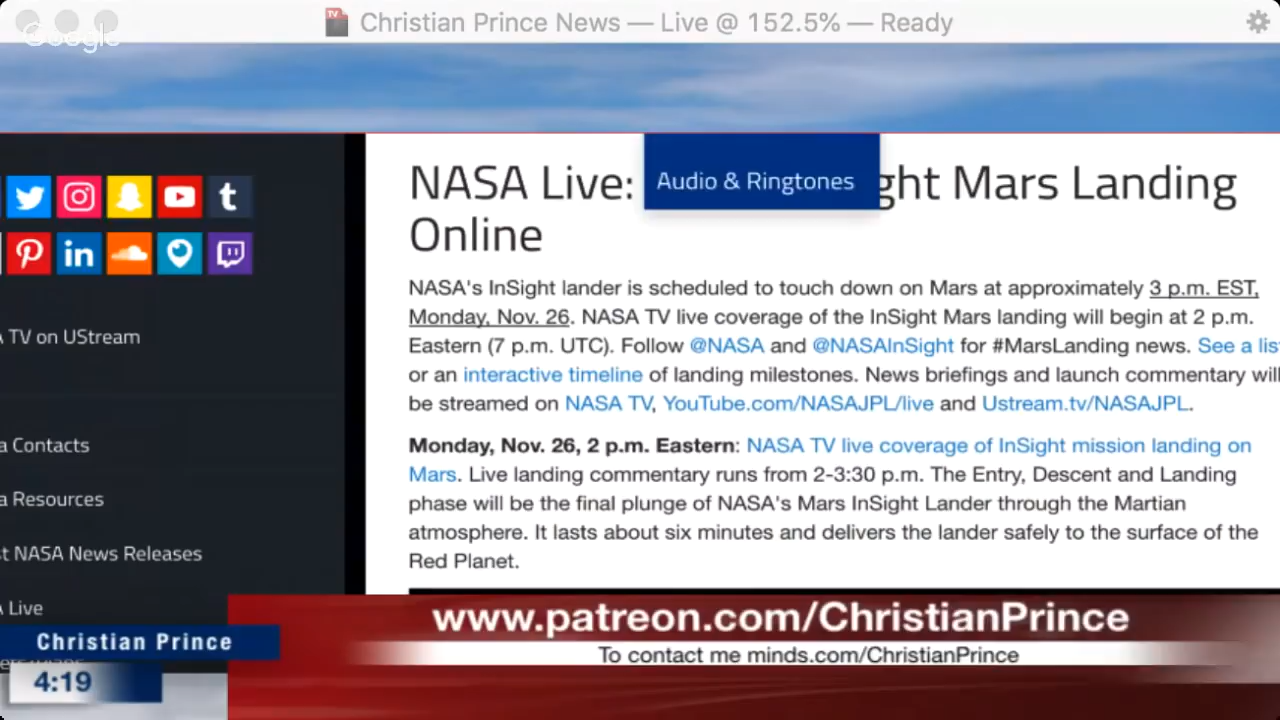 Christian Prince News — Live @ 152.5% — Ready
Google
NASA Live: ght Mars Landing
Audio & Ringtones
Online
NASA's InSight lander is scheduled to touch down on Mars at approximately 3 p.m. EST,
Monday, Nov. 26. NASA TV live coverage of the InSight Mars landing will begin at 2 p.m.
Eastern (7 p.m. UTC). Follow @NASA and @NASAInSight for #MarsLanding news. See a lis
or an interactive timeline of landing milestones. News briefings and launch commentary will
be streamed on NASA TV, YouTube.com/NASAJPL/live and Ustream.tv/NASAJPL.
Monday, Nov. 26, 2 p.m. Eastern: NASA TV live coverage of InSight mission landing on
Mars. Live landing commentary runs from 2-3:30 p.m. The Entry, Descent and Landing
phase will be the final plunge of NASA's Mars InSight Lander through the Martian
atmosphere. It lasts about six minutes and delivers the lander safely to the surface of the
Red Planet.
A TV on UStream
a Contacts
a Resources
st NASA News Releases
A Live
www.patreon.com/ChristianPrince
To contact me minds.com/ChristianPrince
Christian Prince
4:19